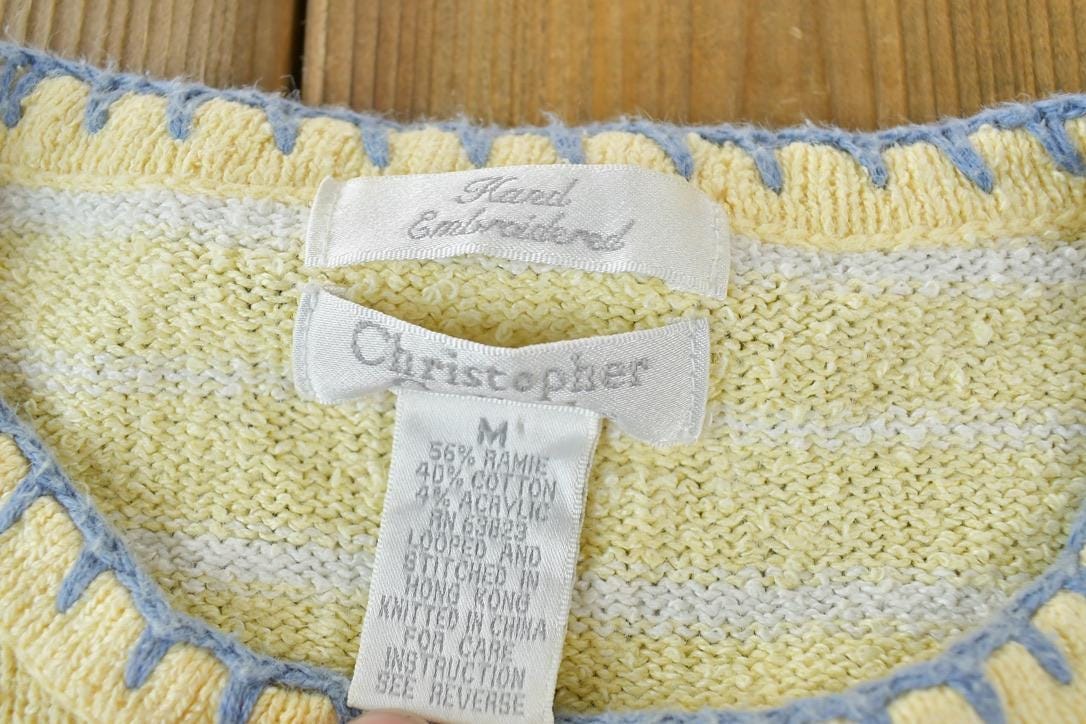 Hand
Embroidered
Christopher
M
56% RAMIE
40% COTTON
4% ACRYLIC
RN 69829
LOOPED AND
STITCHED IN
HONG KONG
KNITTED IN CHINA
FOR CARE
INSTRUCTION
SEE REVERSE